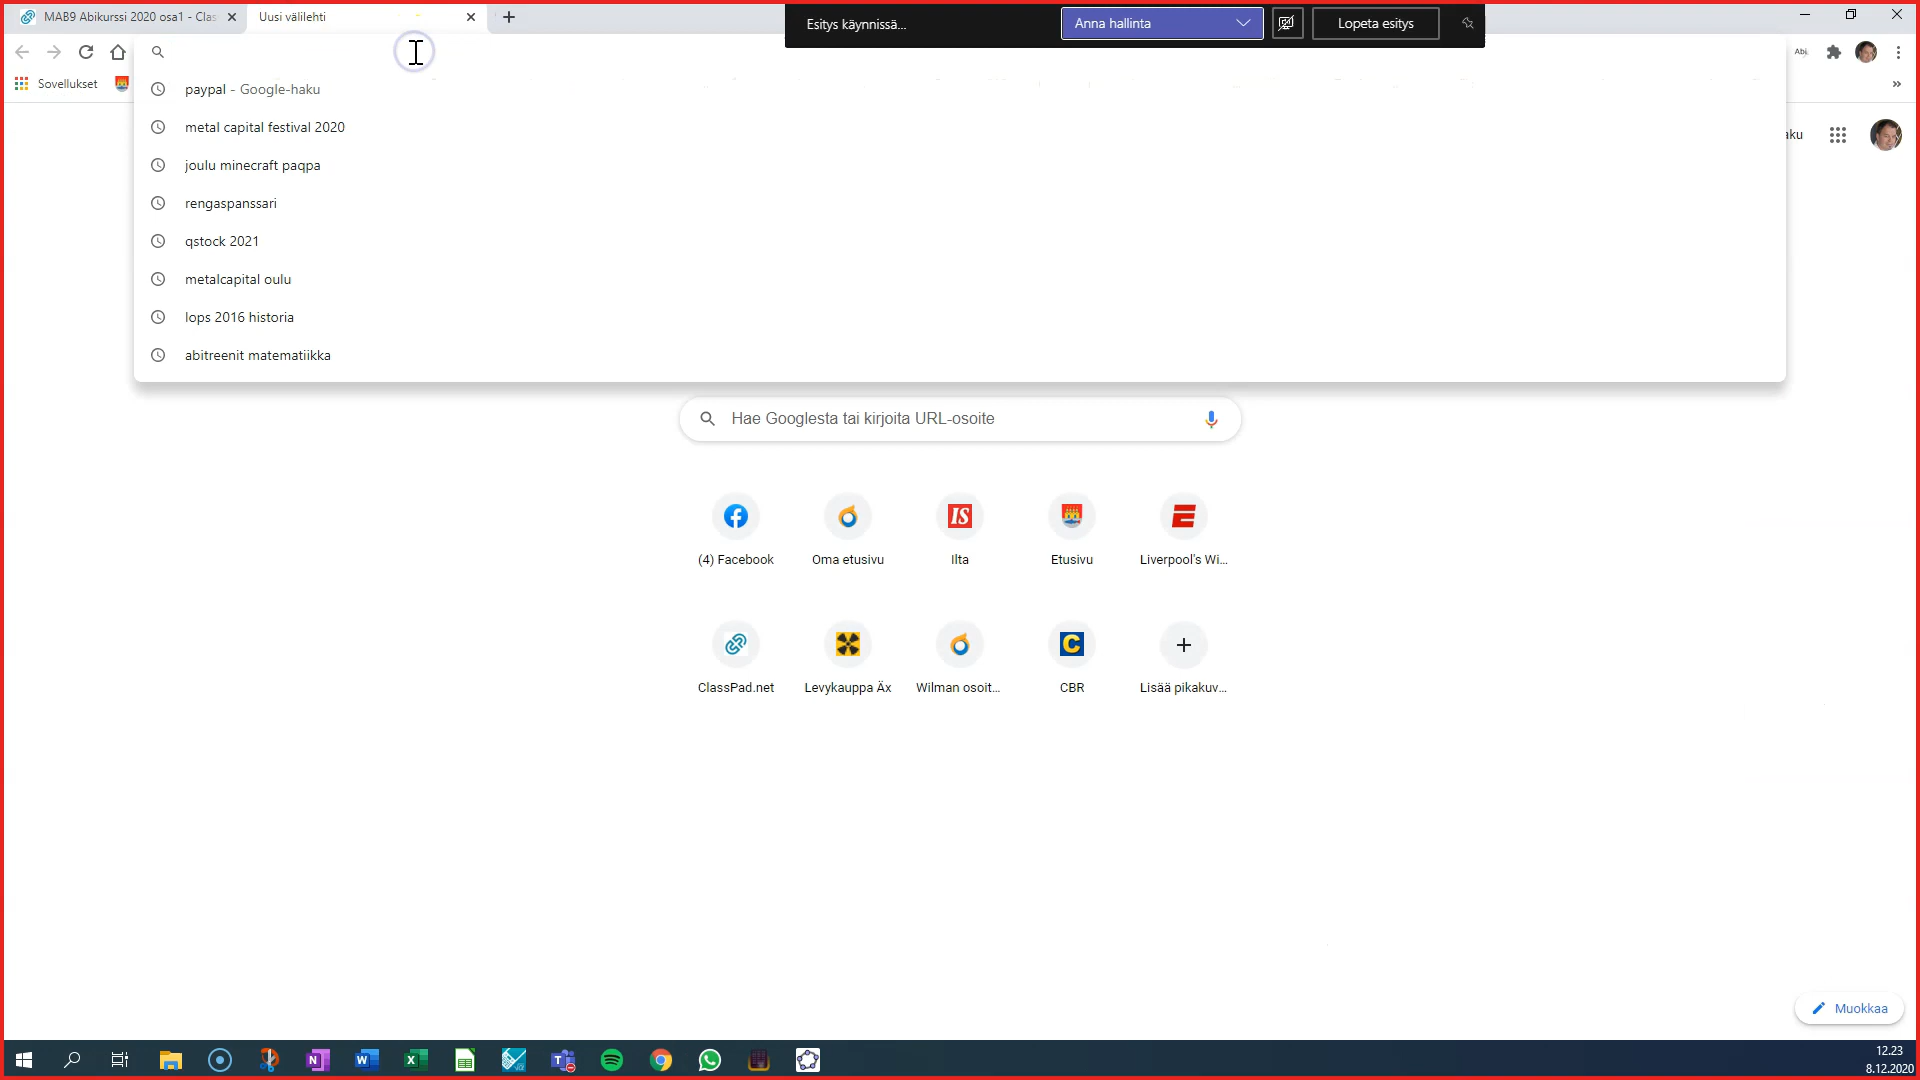 MAB9 Abikurssi 2020 osa1 - Clas
Uusi välilehti
Esitys käynnissä...
Anna hallinta
Lopeta esitys
Abi
Sovellukset
»
paypal - Google-haku
metal capital festival 2020
joulu minecraft paqpa
rengaspanssari
qstock 2021
metalcapital oulu
lops 2016 historia
abitreenit matematiikka
aku
Hae Googlesta tai kirjoita URL-osoite
(4) Facebook
Oma etusivu
Ilta
Etusivu
Liverpool's Wi...
ClassPad.net
Levykauppa Äx
Wilman osoit...
CBR
Lisää pikakuv...
Muokkaa
12.23
8.12.2020